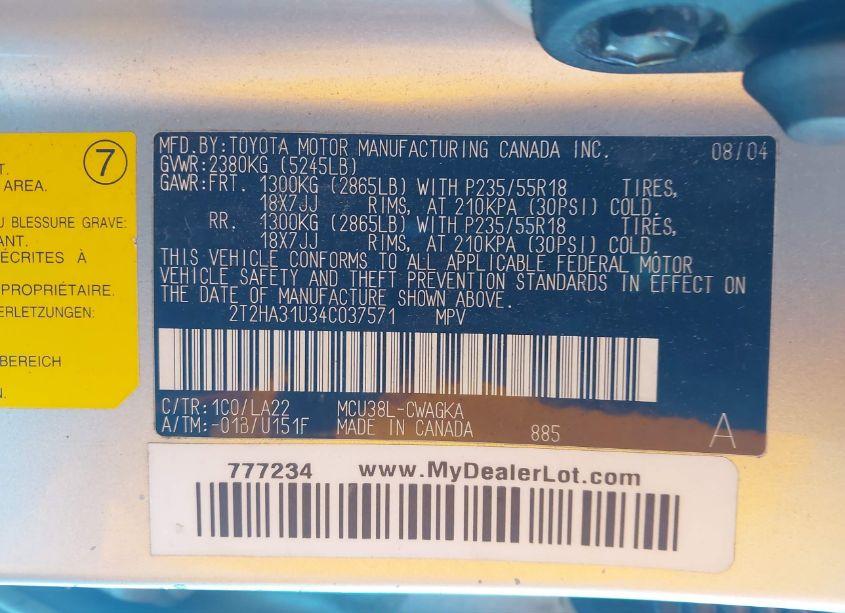 7
T.
AREA.
U BLESSURE GRAVE:
ANT.
ÉCRITES À
PROPRIÉTAIRE.
ERLETZUNGEN:
BEREICH
N.
MFD.BY:TOYOTA MOTOR MANUFACTURING CANADA INC. 08/04
GVWR:2380KG (5245LB)
GAWR:FRT. 1300KG (2865LB) WITH P235/55R18 TIRES,
18X7JJ RIMS, AT 210KPA (30PSI) COLD.
RR. 1300KG (2865LB) WITH P235/55R18 TIRES,
18X7JJ RIMS, AT 210KPA (30PSI) COLD.
THIS VEHICLE CONFORMS TO ALL APPLICABLE FEDERAL MOTOR
VEHICLE SAFETY AND THEFT PREVENTION STANDARDS IN EFFECT ON
THE DATE OF MANUFACTURE SHOWN ABOVE.
2T2HA31U34C037571 MPV
C/TR:1C0/LA22 MCU38L-CWAGKA
A/TM:-01B/U151F MADE IN CANADA 885 A
777234 www.MyDealerLot.com